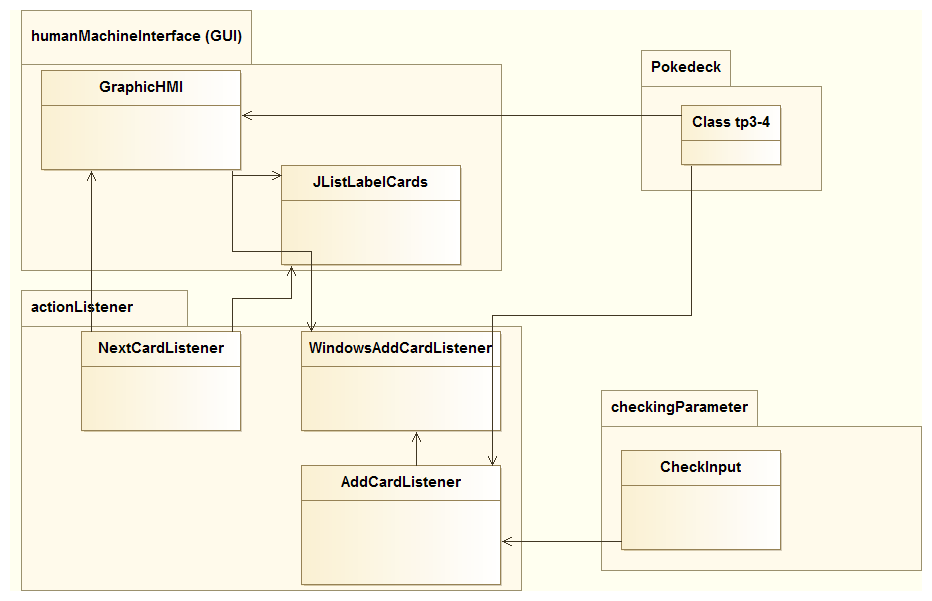 humanMachineInterface (GUI)
GraphicHMI
JListLabelCards
Pokedeck
Class tp3-4
actionListener
NextCardListener
WindowsAddCardListener
AddCardListener
checkingParameter
CheckInput